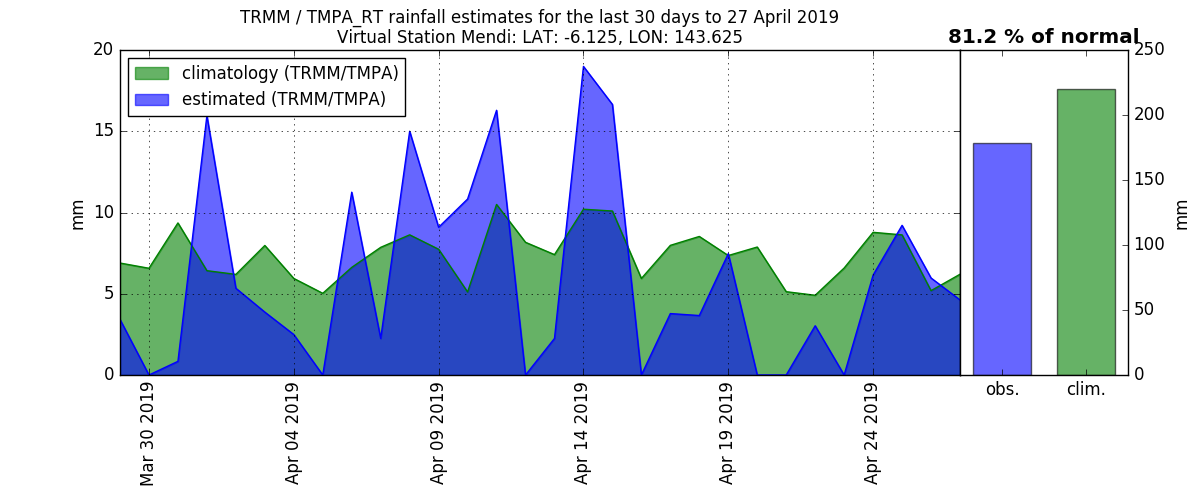 TRMM / TMPA_RT rainfall estimates for the last 30 days to 27 April 2019
Virtual Station Mendi: LAT: -6.125, LON: 143.625
81.2 % of normal
climatology (TRMM/TMPA)
estimated (TRMM/TMPA)
20
15
10
5
0
mm
Mar 30 2019
Apr 04 2019
Apr 09 2019
Apr 14 2019
Apr 19 2019
Apr 24 2019
250
200
150
100
50
0
mm
obs.
clim.